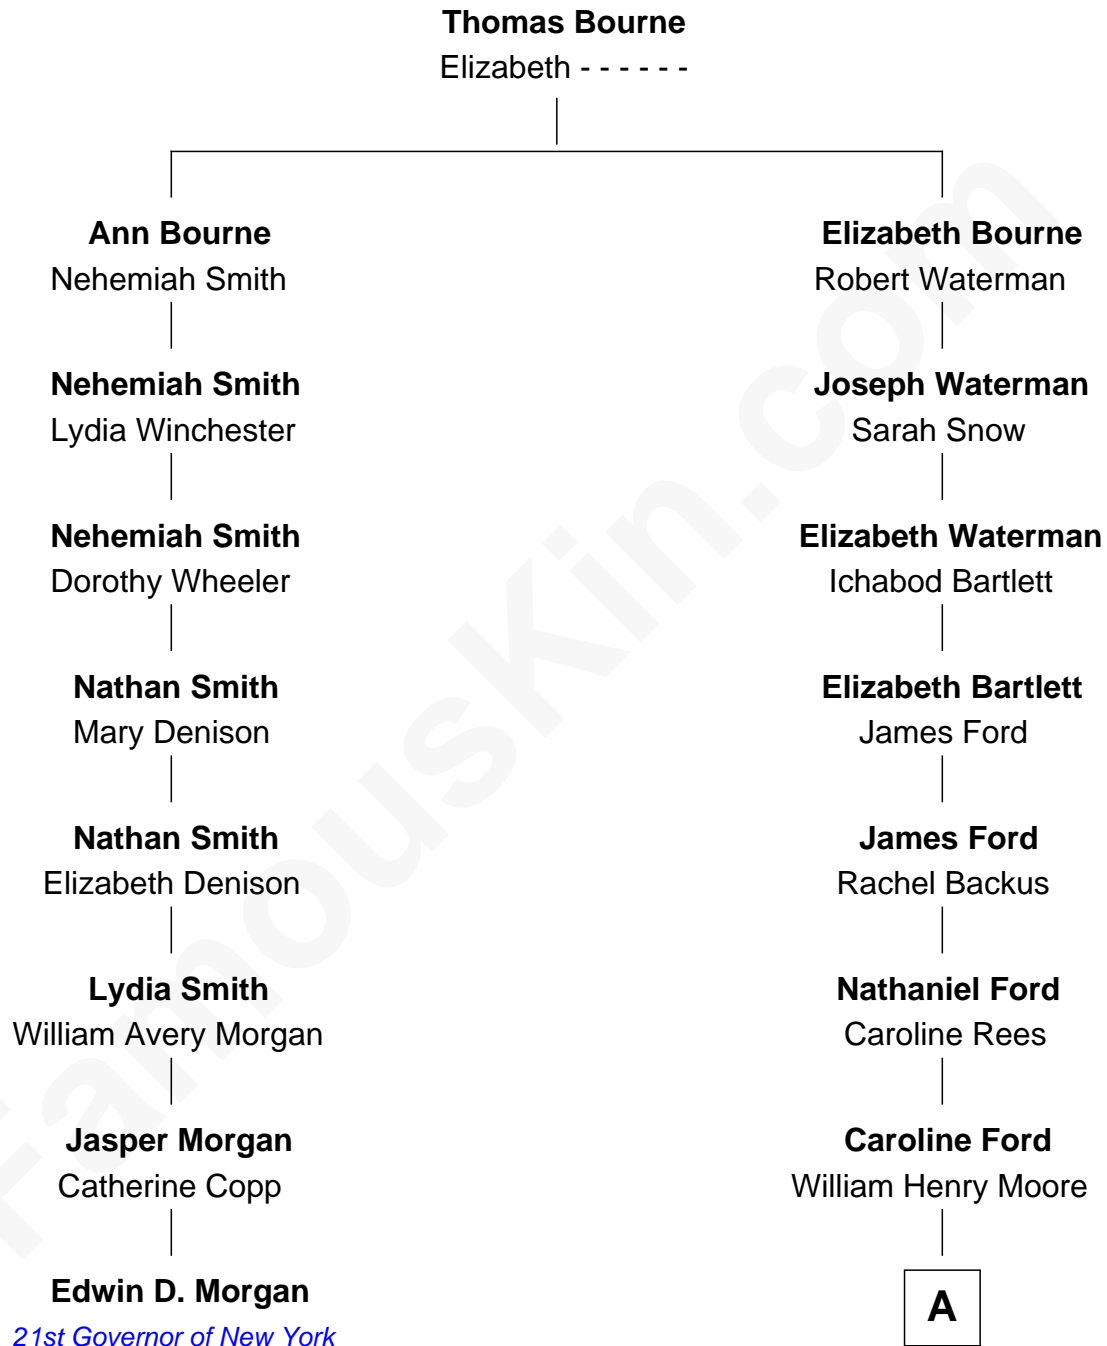 Thomas Bourne
Elizabeth - - - - - -
Ann Bourne
Nehemiah Smith
Elizabeth Bourne
Robert Waterman
Nehemiah Smith
Lydia Winchester
Joseph Waterman
Sarah Snow
Nehemiah Smith
Dorothy Wheeler
Elizabeth Waterman
Ichabod Bartlett
Nathan Smith
Mary Denison
Elizabeth Bartlett
James Ford
Nathan Smith
Elizabeth Denison
James Ford
Rachel Backus
Lydia Smith
William Avery Morgan
Nathaniel Ford
Caroline Rees
Jasper Morgan
Catherine Copp
Caroline Ford
William Henry Moore
Edwin D. Morgan
21st Governor of New York
A
FamousKin.com